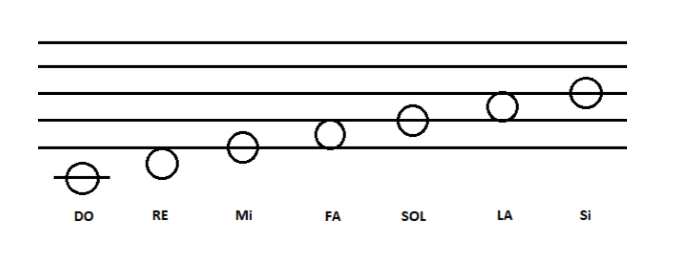 DO RE Mi FA SOL LA Si